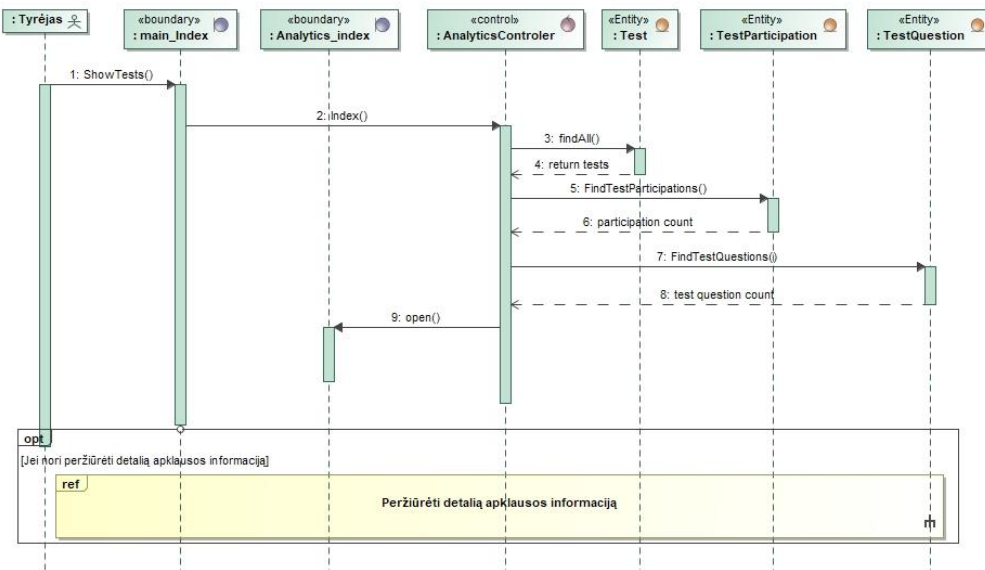 : Tyrėjas
«boundary»
: main_Index
«boundary»
: Analytics_index
«control»
: AnalyticsControler
«Entity»
: Test
«Entity»
: TestParticipation
«Entity»
: TestQuestion
1: ShowTests()
2: Index()
3: findAll()
4: return tests
5: FindTestParticipations()
6: participation count
7: FindTestQuestions()
8: test question count
9: open()
opt
[Jei nori peržiūrėti detalią apklausos informaciją]
ref
Peržiūrėti detalią apklausos informaciją